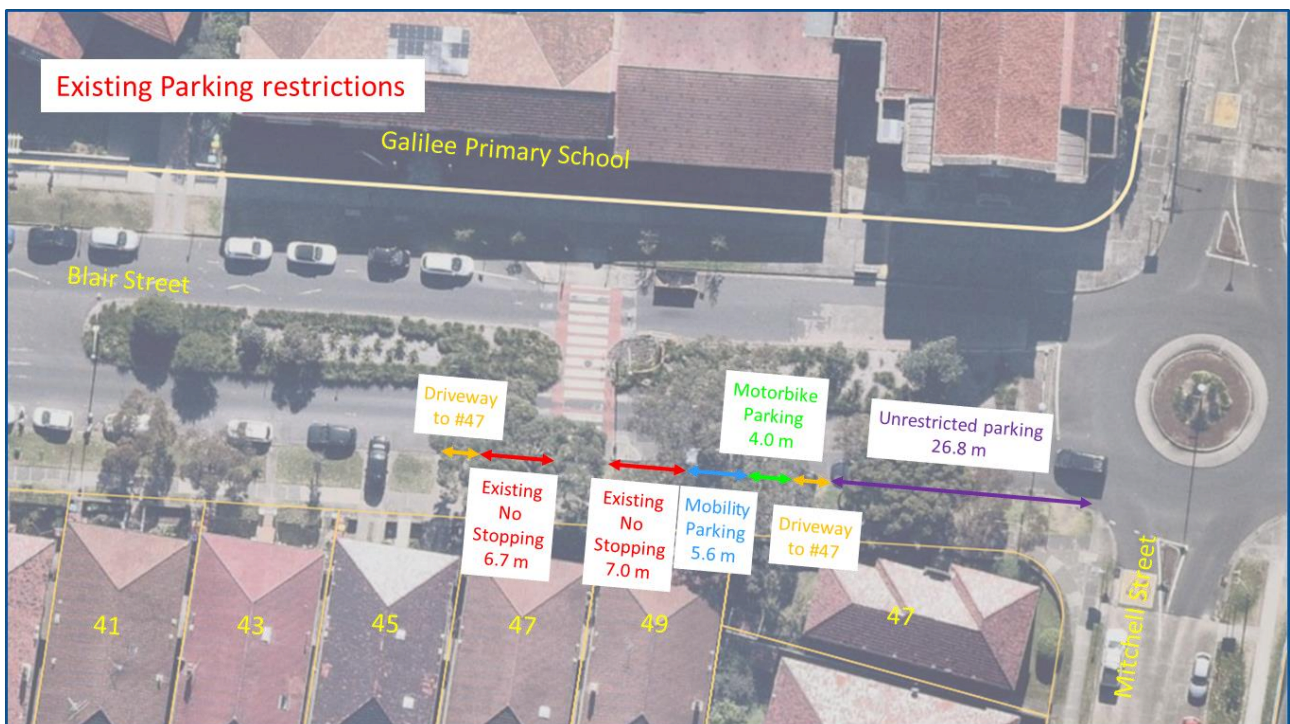 Existing Parking restrictions
Galilee Primary School
Blair Street
Driveway
to #47
Motorbike
Parking
4.0 m
Unrestricted parking
26.8 m
Existing
No
Stopping
6.7 m
Existing
No
Stopping
7.0 m
Mobility
Parking
5.6 m
Driveway
to #47
Mitchell Street
41
43
45
47
49
47